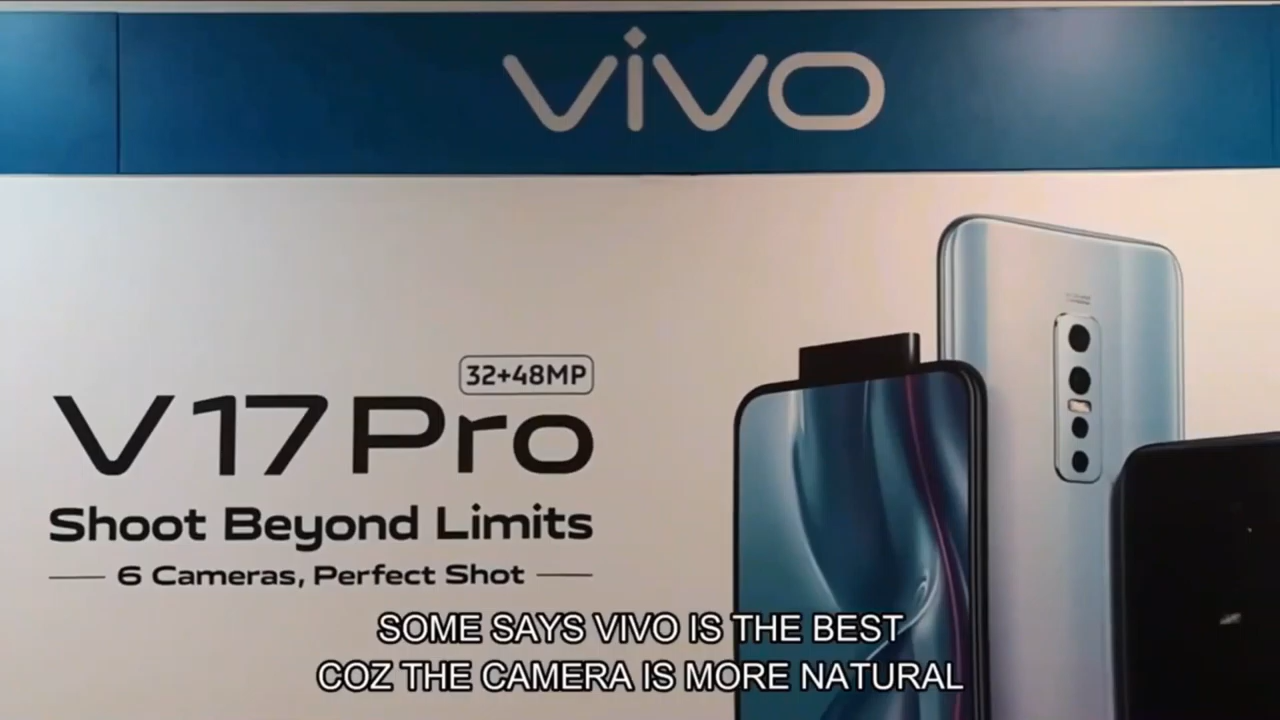 vivo
32+48MP
V17Pro
Shoot Beyond Limits
6 Cameras, Perfect Shot
SOME SAYS VIVO IS THE BEST
COZ THE CAMERA IS MORE NATURAL